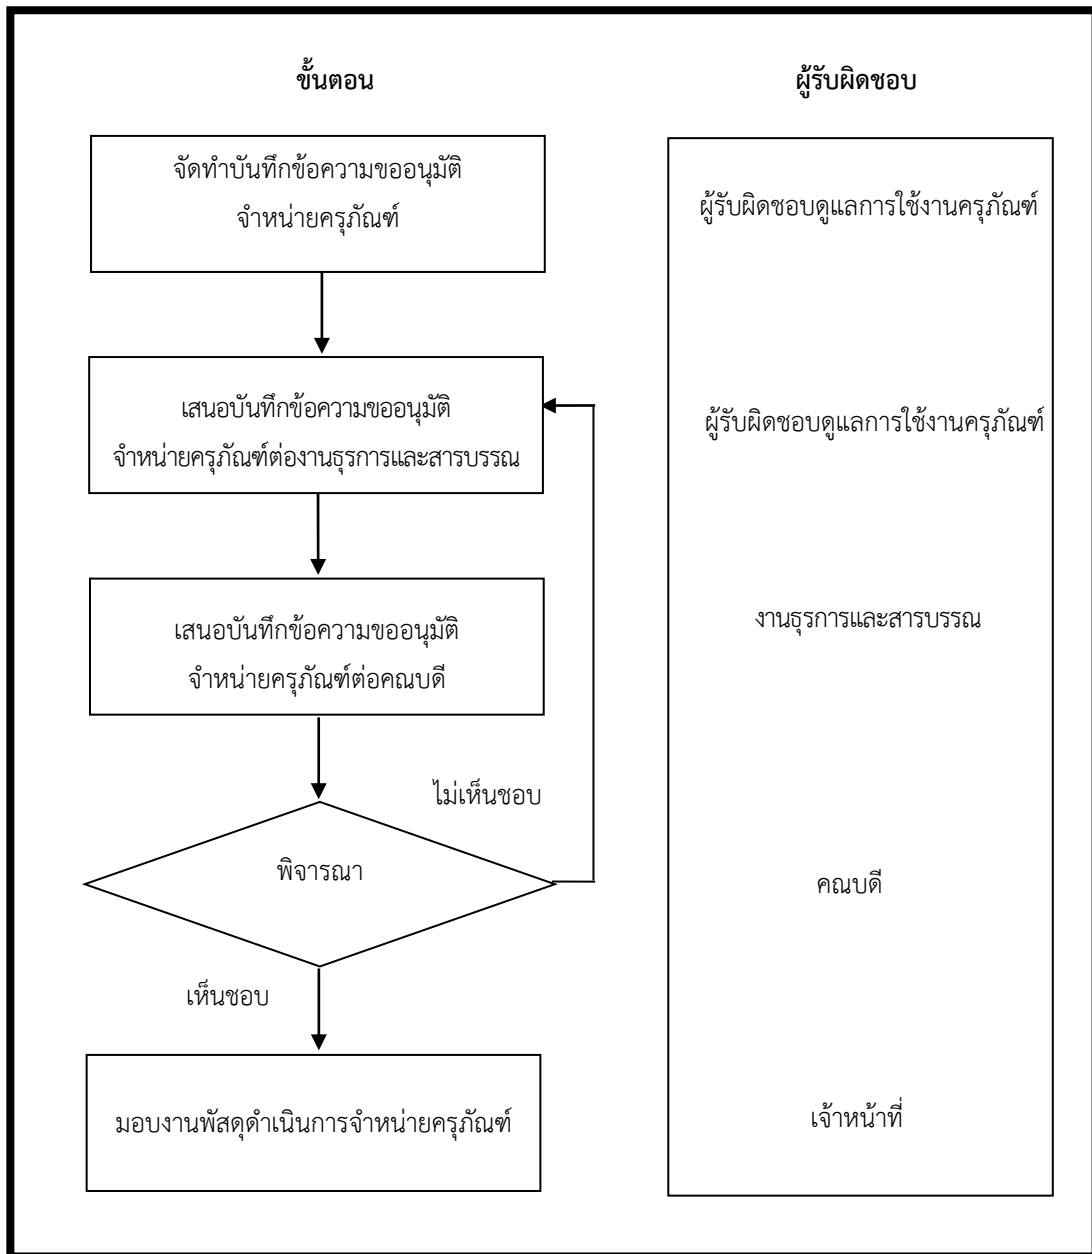 ขั้นตอน
ผู้รับผิดชอบ
จัดทำบันทึกข้อความขออนุมัติ
จำหน่ายครุภัณฑ์
ผู้รับผิดชอบดูแลการใช้งานครุภัณฑ์
เสนอบันทึกข้อความขออนุมัติ
จำหน่ายครุภัณฑ์ต่องานธุรการและสารบรรณ
ผู้รับผิดชอบดูแลการใช้งานครุภัณฑ์
เสนอบันทึกข้อความขออนุมัติ
จำหน่ายครุภัณฑ์ต่อคณบดี
งานธุรการและสารบรรณ
ไม่เห็นชอบ
พิจารณา
คณบดี
เห็นชอบ
มอบงานพัสดุดำเนินการจำหน่ายครุภัณฑ์
เจ้าหน้าที่